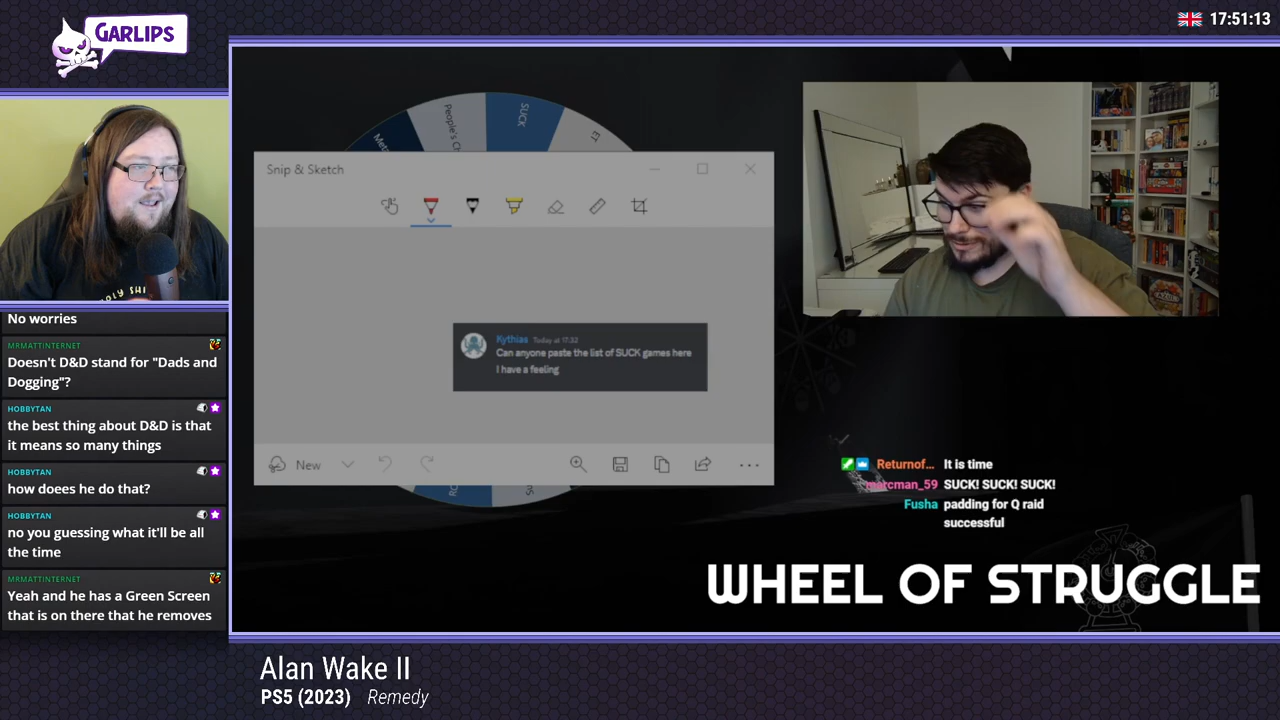 GARLIPS
17:51:13
SUCK
13
People's Ch
Snip & Sketch
Kythias Today at 17:32
Can anyone paste the list of SUCK games here
I have a feeling
New
HOLY SHI
No worries
MRMATTINTERNET
Doesn't D&D stand for "Dads and
Dogging"?
HOBBYTAN
the best thing about D&D is that
it means so many things
HOBBYTAN
how doees he do that?
HOBBYTAN
no you guessing what it'll be all
the time
MRMATTINTERNET
Yeah and he has a Green Screen
that is on there that he removes
Returnof... It is time
marcman_59 SUCK! SUCK! SUCK!
Fusha padding for Q raid
successful
WHEEL OF STRUGGLE
Alan Wake II
PS5 (2023) Remedy